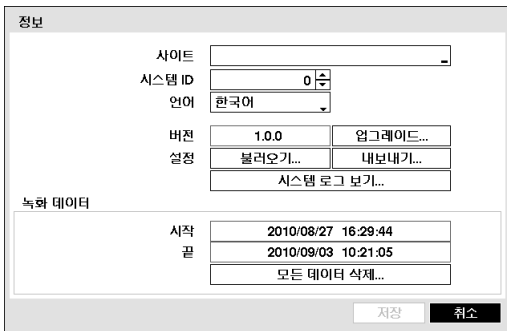 정보
사이트
시스템 ID 0
언어 한국어
버전 1.0.0 업그레이드...
설정 불러오기... 내보내기...
시스템 로그 보기...
녹화 데이터
시작 2010/08/27 16:29:44
끝 2010/09/03 10:21:05
모든 데이터 삭제...
저장 취소